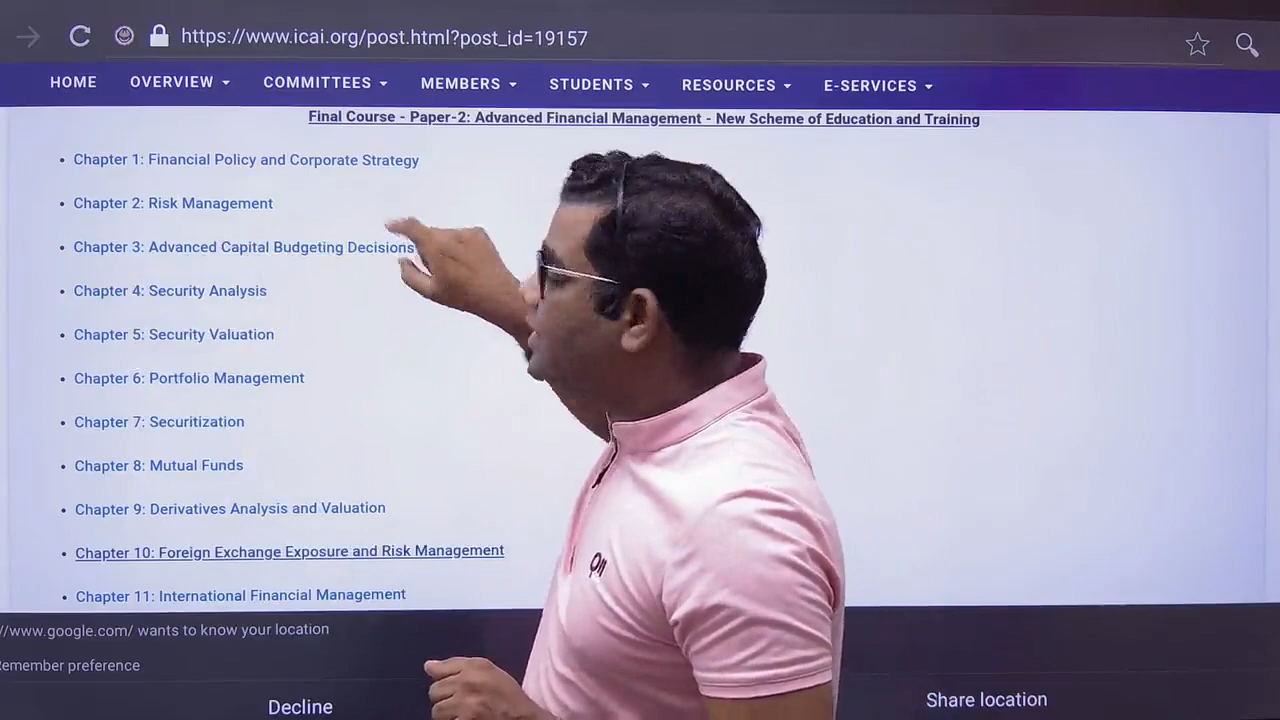 https://www.icai.org/post.html?post_id=19157
HOME OVERVIEW COMMITTEES MEMBERS STUDENTS RESOURCES E-SERVICES
Final Course - Paper-2: Advanced Financial Management - New Scheme of Education and Training
• Chapter 1: Financial Policy and Corporate Strategy
• Chapter 2: Risk Management
• Chapter 3: Advanced Capital Budgeting Decisions
• Chapter 4: Security Analysis
• Chapter 5: Security Valuation
• Chapter 6: Portfolio Management
• Chapter 7: Securitization
• Chapter 8: Mutual Funds
• Chapter 9: Derivatives Analysis and Valuation
• Chapter 10: Foreign Exchange Exposure and Risk Management
• Chapter 11: International Financial Management
//www.google.com/ wants to know your location
emember preference
Decline Share location